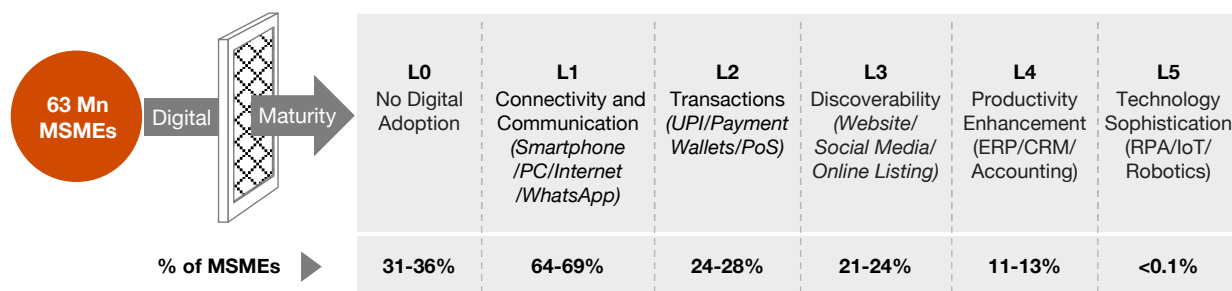 63 Mn
MSMEs
Digital
Maturity
L0
No Digital
Adoption
L1
Connectivity and
Communication
(Smartphone
/PC/Internet
/WhatsApp)
L2
Transactions
(UPI/Payment
Wallets/PoS)
L3
Discoverability
(Website/
Social Media/
Online Listing)
L4
Productivity
Enhancement
(ERP/CRM/
Accounting)
L5
Technology
Sophistication
(RPA/IoT/
Robotics)
% of MSMEs
31-36%
64-69%
24-28%
21-24%
11-13%
<0.1%